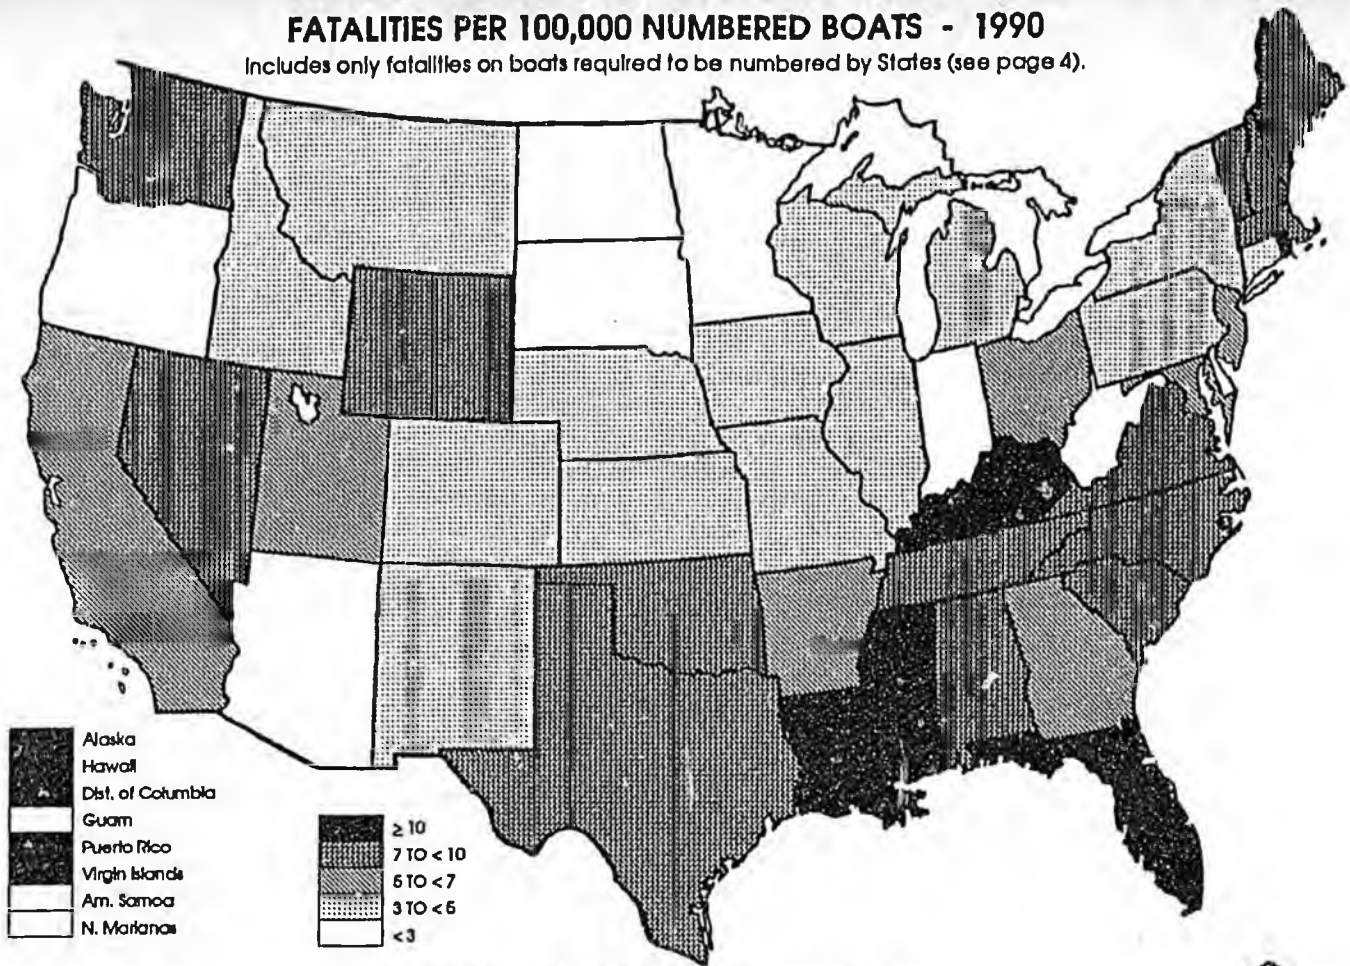 FATALITIES PER 100,000 NUMBERED BOATS - 1990
Includes only fatalities on boats required to be numbered by States (see page 4).
Alaska
Hawaii
Dist. of Columbia
Guam
Puerto Rico
Virgin Islands
Am. Samoa
N. Marianas
≥ 10
7 TO < 10
5 TO < 7
3 TO < 5
< 3